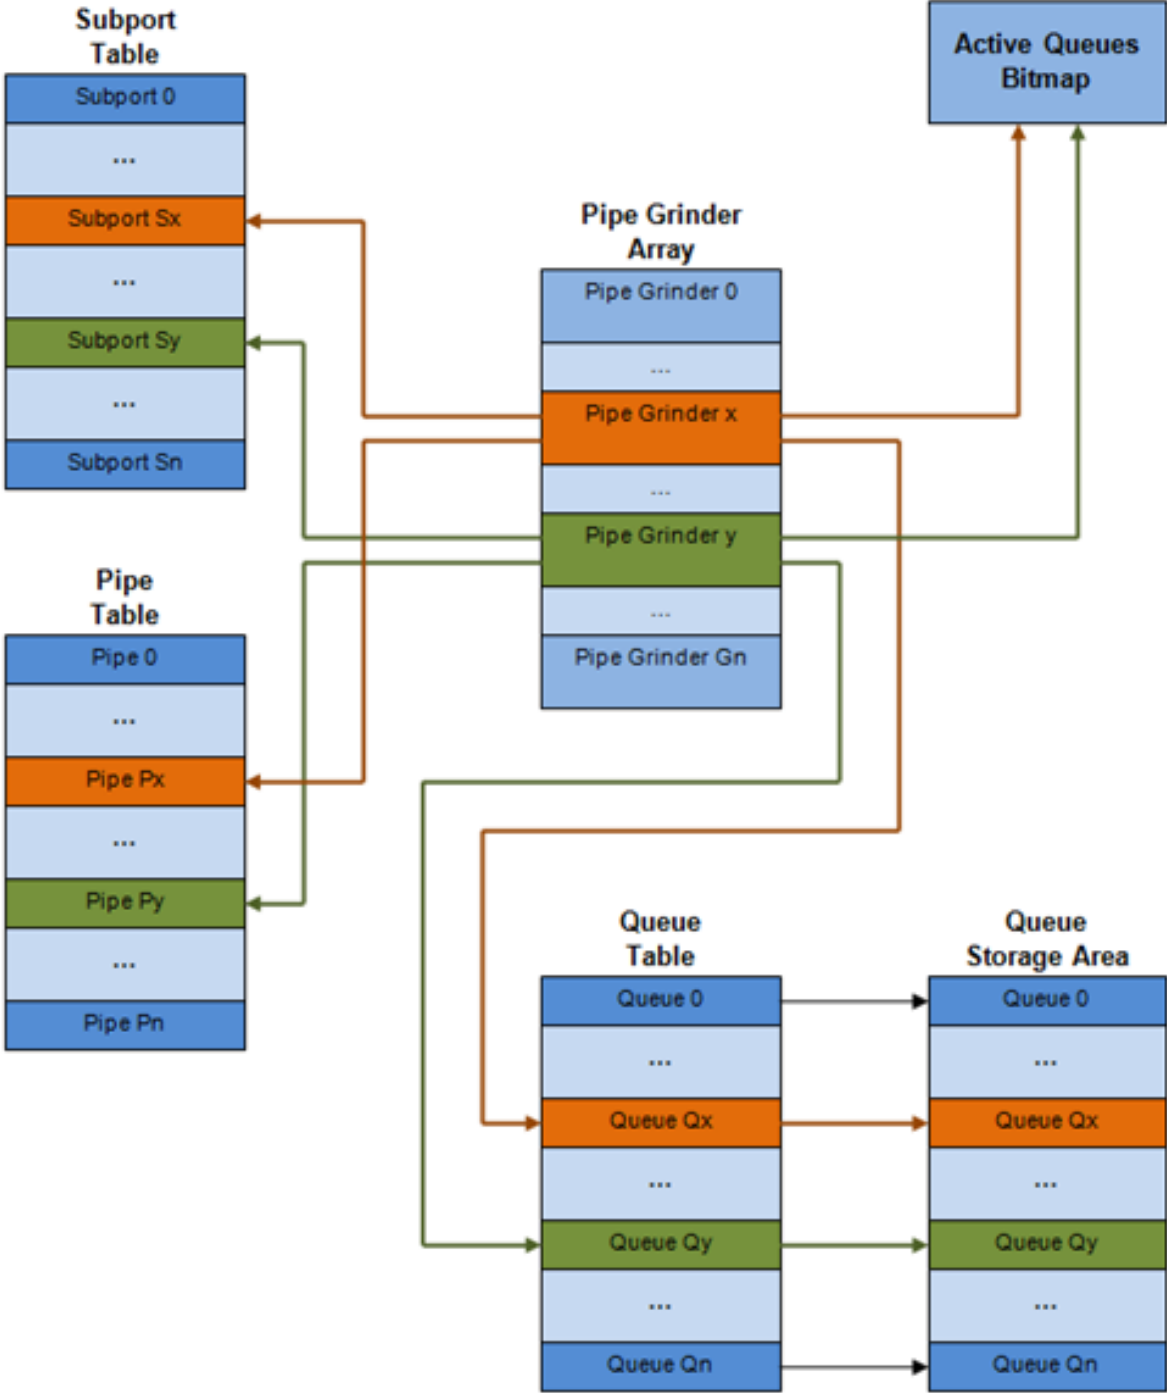 Subport
Table
Subport 0
...
Subport Sx
...
Subport Sy
...
Subport Sn
Active Queues
Bitmap
Pipe Grinder
Array
Pipe Grinder 0
...
Pipe Grinder x
...
Pipe Grinder y
...
Pipe Grinder Gn
Pipe
Table
Pipe 0
...
Pipe Px
...
Pipe Py
...
Pipe Pn
Queue
Table
Queue 0
...
Queue Qx
...
Queue Qy
...
Queue Qn
Queue
Storage Area
Queue 0
...
Queue Qx
...
Queue Qy
...
Queue Qn